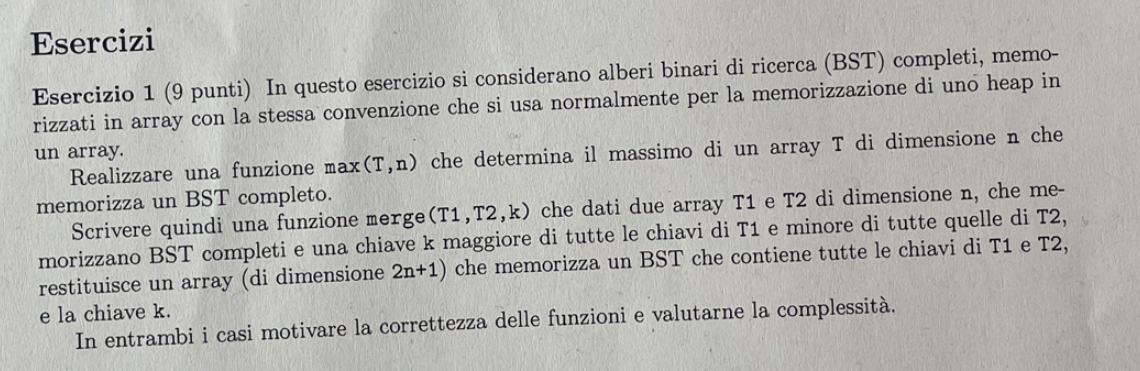 Esercizi
Esercizio 1 (9 punti) In questo esercizio si considerano alberi binari di ricerca (BST) completi, memo-
rizzati in array con la stessa convenzione che si usa normalmente per la memorizzazione di uno heap in
un array.
Realizzare una funzione max(T,n) che determina il massimo di un array T di dimensione n che
memorizza un BST completo.
Scrivere quindi una funzione merge(T1,T2,k) che dati due array T1 e T2 di dimensione n, che me-
morizzano BST completi e una chiave k maggiore di tutte le chiavi di T1 e minore di tutte quelle di T2,
restituisce un array (di dimensione 2n+1) che memorizza un BST che contiene tutte le chiavi di T1 e T2,
e la chiave k.
In entrambi i casi motivare la correttezza delle funzioni e valutarne la complessità.